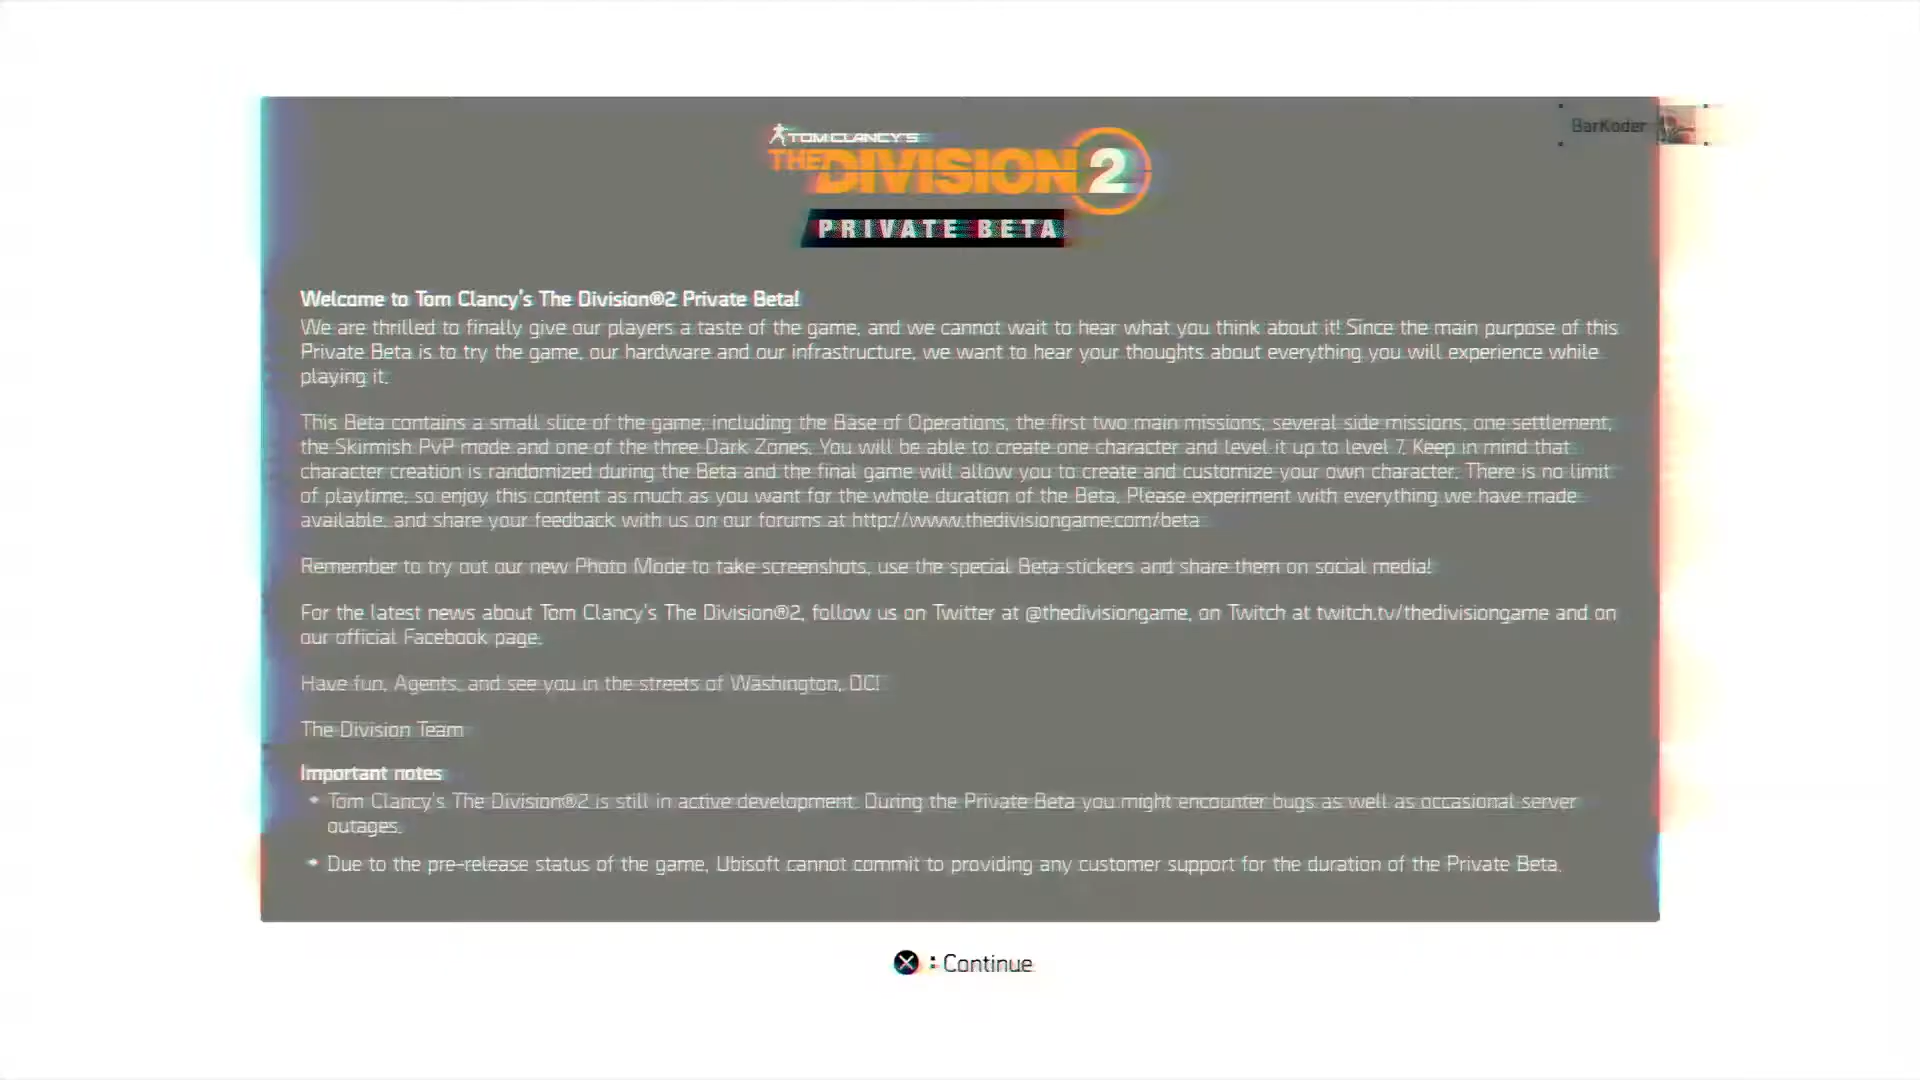 BarKoder
TOM CLANCY'S
THE DIVISION 2
PRIVATE BETA
Welcome to Tom Clancy's The Division®2 Private Beta!
We are thrilled to finally give our players a taste of the game, and we cannot wait to hear what you think about it! Since the main purpose of this
Private Beta is to try the game, our hardware and our infrastructure, we want to hear your thoughts about everything you will experience while
playing it.
This Beta contains a small slice of the game, including the Base of Operations, the first two main missions, several side missions, one settlement,
the Skirmish PvP mode and one of the three Dark Zones. You will be able to create one character and level it up to level 7. Keep in mind that
character creation is randomized during the Beta and the final game will allow you to create and customize your own character. There is no limit
of playtime, so enjoy this content as much as you want for the whole duration of the Beta. Please experiment with everything we have made
available, and share your feedback with us on our forums at http://www.thedivisiongame.com/beta
Remember to try out our new Photo Mode to take screenshots, use the special Beta stickers and share them on social media!
For the latest news about Tom Clancy's The Division®2, follow us on Twitter at @thedivisiongame, on Twitch at twitch.tv/thedivisiongame and on
our official Facebook page.
Have fun, Agents, and see you in the streets of Washington, DC!
The Division Team
Important notes
• Tom Clancy's The Division®2 is still in active development. During the Private Beta you might encounter bugs as well as occasional server
outages.
• Due to the pre-release status of the game, Ubisoft cannot commit to providing any customer support for the duration of the Private Beta.
: Continue